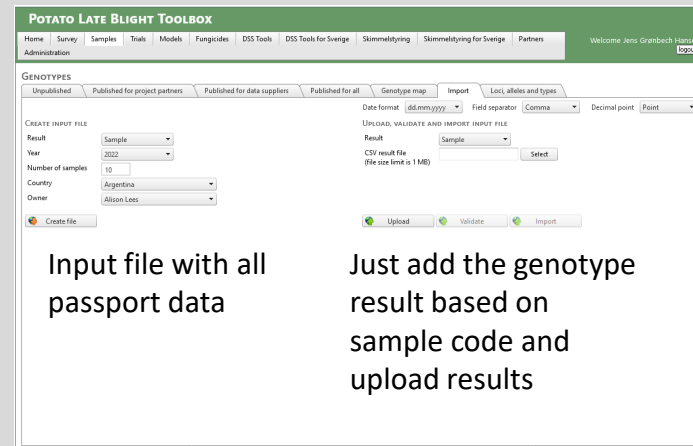 POTATO LATE BLIGHT TOOLBOX
Home Survey Samples Trials Models Fungicides DSS Tools DSS Tools for Sverige Skimmelstyring Skimmelstyring for Sverige Partners
Administration
Welcome Jens Grønbech Hanse
logou
GENOTYPES
Unpublished Published for project partners Published for data suppliers Published for all Genotype map Import Loci, alleles and types
Date format dd.mm.yyyy Field separator Comma Decimal point Point
CREATE INPUT FILE
Result Sample
Year 2022
Number of samples 10
Country Argentina
Owner Alison Lees
Create file
UPLOAD, VALIDATE AND IMPORT INPUT FILE
Result Sample
CSV result file Select
(file size limit is 1 MB)
Upload Validate Import
Input file with all
passport data
Just add the genotype
result based on
sample code and
upload results